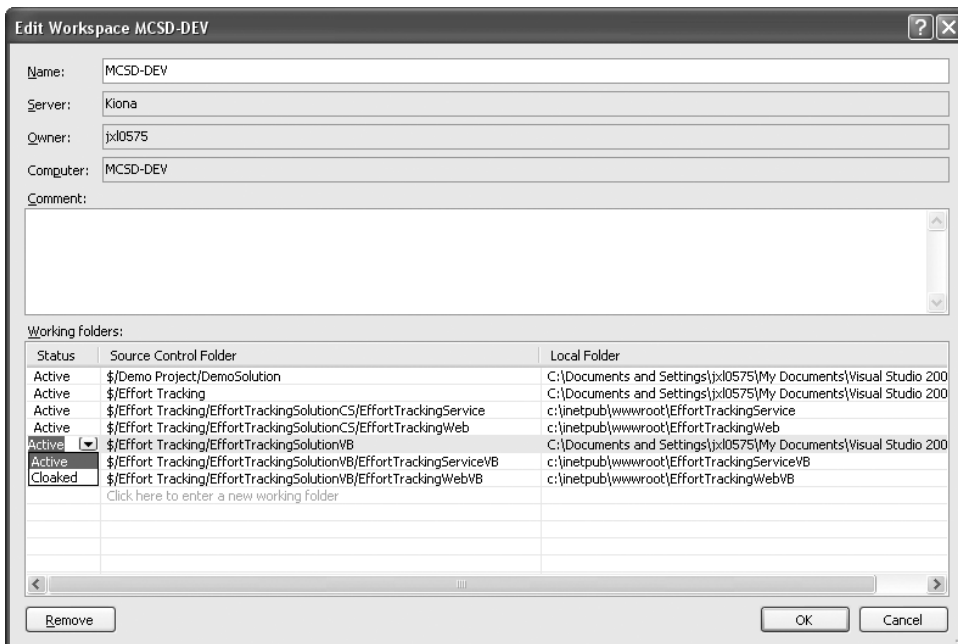 Edit Workspace MCSD-DEV
Name: MCSD-DEV
Server: Kiona
Owner: jxl0575
Computer: MCSD-DEV
Comment:
Working folders:
Status Source Control Folder Local Folder
Active $/Demo Project/DemoSolution C:\Documents and Settings\jxl0575\My Documents\Visual Studio 200
Active $/Effort Tracking C:\Documents and Settings\jxl0575\My Documents\Visual Studio 200
Active $/Effort Tracking/EffortTrackingSolutionCS/EffortTrackingService c:\inetpub\wwwroot\EffortTrackingService
Active $/Effort Tracking/EffortTrackingSolutionCS/EffortTrackingWeb c:\inetpub\wwwroot\EffortTrackingWeb
Active $/Effort Tracking/EffortTrackingSolutionVB C:\Documents and Settings\jxl0575\My Documents\Visual Studio 200
Active $/Effort Tracking/EffortTrackingSolutionVB/EffortTrackingServiceVB c:\inetpub\wwwroot\EffortTrackingServiceVB
Cloaked $/Effort Tracking/EffortTrackingSolutionVB/EffortTrackingWebVB c:\inetpub\wwwroot\EffortTrackingWebVB
Click here to enter a new working folder
Remove OK Cancel